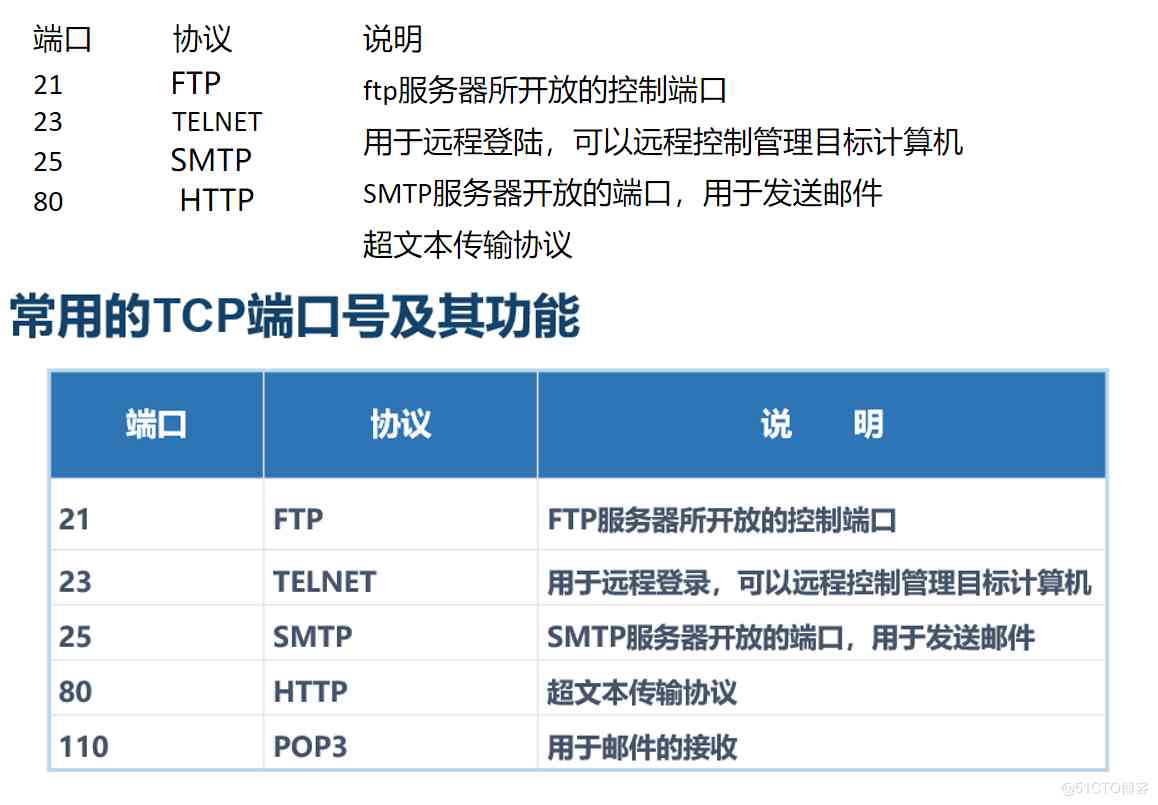 端口 协议 说明
21 FTP ftp服务器所开放的控制端口
23 TELNET 用于远程登陆，可以远程控制管理目标计算机
25 SMTP SMTP服务器开放的端口，用于发送邮件
80 HTTP 超文本传输协议
常用的TCP端口号及其功能
端口 协议 说 明
21 FTP FTP服务器所开放的控制端口
23 TELNET 用于远程登录，可以远程控制管理目标计算机
25 SMTP SMTP服务器开放的端口，用于发送邮件
80 HTTP 超文本传输协议
110 POP3 用于邮件的接收
@51CTO博客